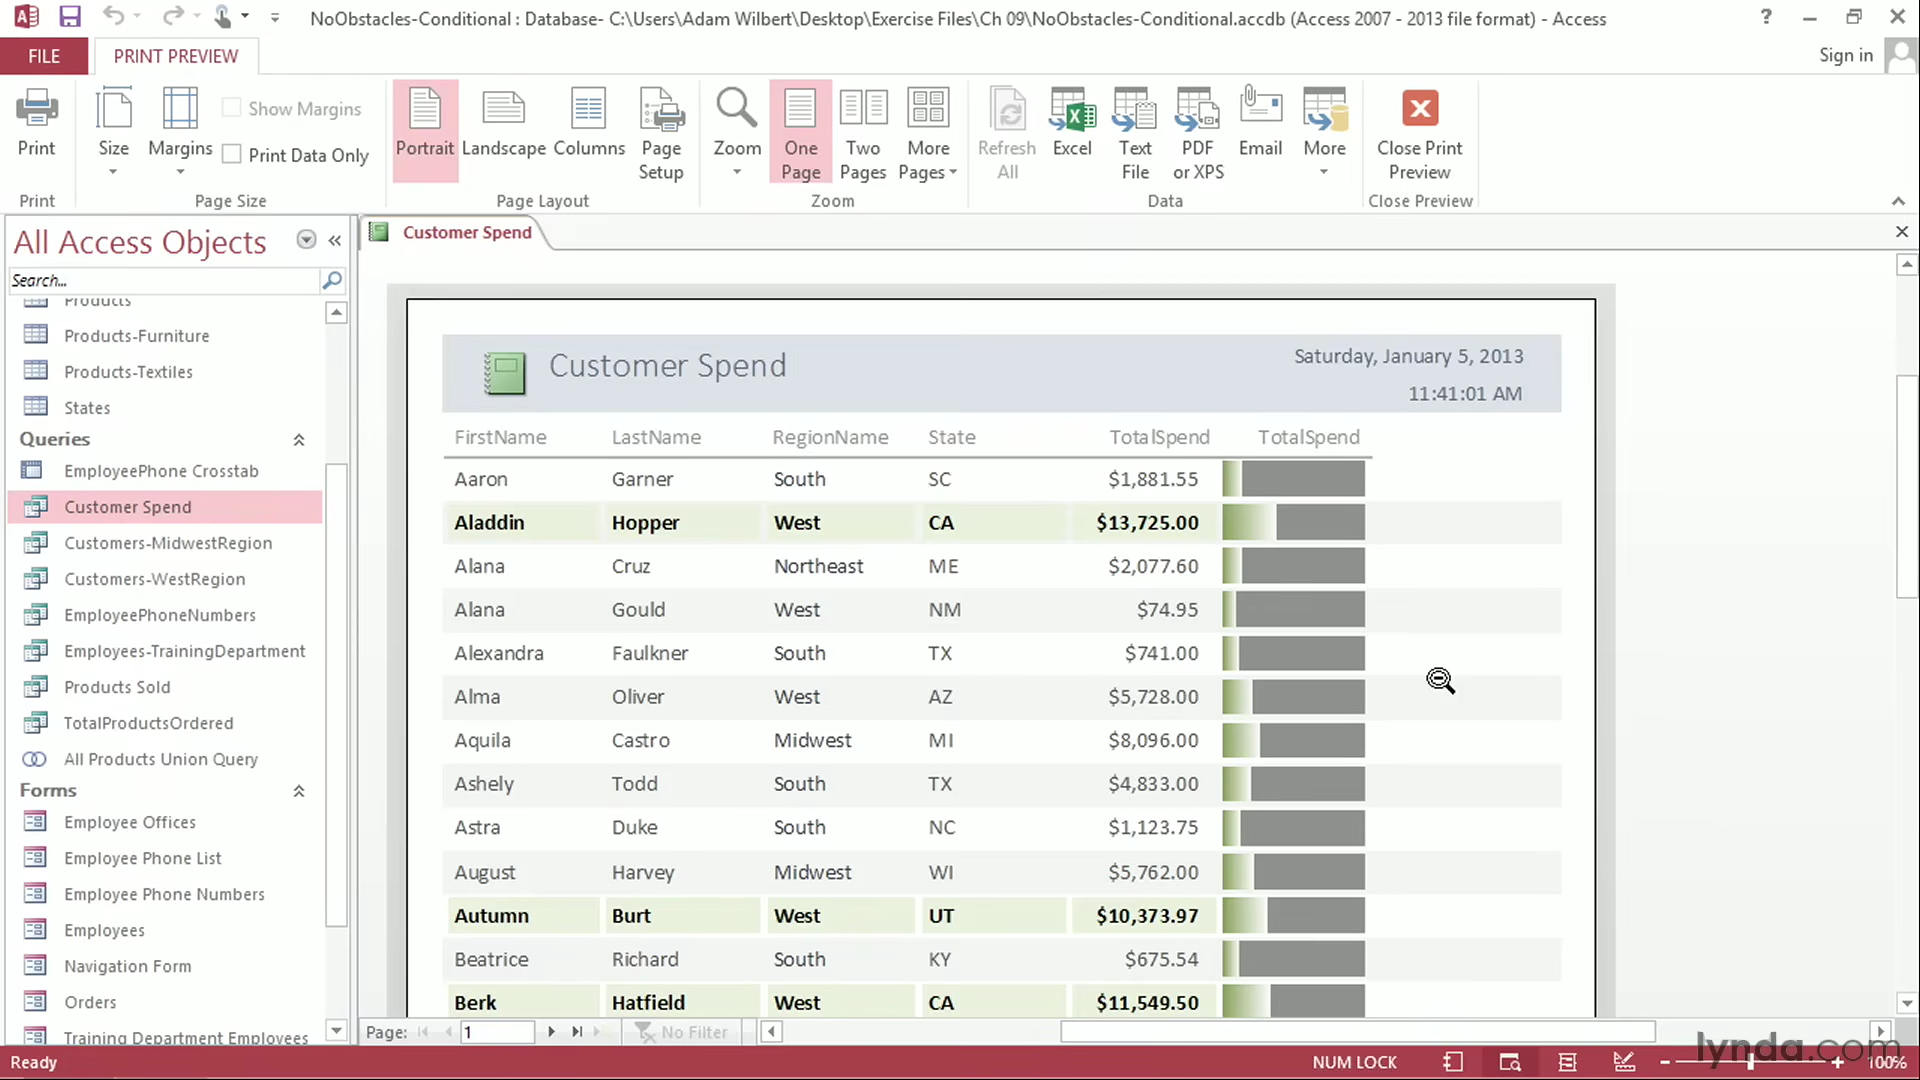 NoObstacles-Conditional : Database- C:\Users\Adam Wilbert\Desktop\Exercise Files\Ch 09\NoObstacles-Conditional.accdb (Access 2007 - 2013 file format) - Access
FILE PRINT PREVIEW Sign in
Print Size Margins Show Margins Print Data Only Portrait Landscape Columns Page Setup Zoom One Page Two Pages More Pages Refresh All Excel Text File PDF or XPS Email More Close Print Preview
Print Page Size Page Layout Zoom Data Close Preview
All Access Objects
Search...
Products
Products-Furniture
Products-Textiles
States
Queries
EmployeePhone Crosstab
Customer Spend
Customers-MidwestRegion
Customers-WestRegion
EmployeePhoneNumbers
Employees-TrainingDepartment
Products Sold
TotalProductsOrdered
All Products Union Query
Forms
Employee Offices
Employee Phone List
Employee Phone Numbers
Employees
Navigation Form
Orders
Training Department Employees
Customer Spend
Customer Spend
Saturday, January 5, 2013
11:41:01 AM
FirstName LastName RegionName State TotalSpend TotalSpend
Aaron Garner South SC $1,881.55
Aladdin Hopper West CA $13,725.00
Alana Cruz Northeast ME $2,077.60
Alana Gould West NM $74.95
Alexandra Faulkner South TX $741.00
Alma Oliver West AZ $5,728.00
Aquila Castro Midwest MI $8,096.00
Ashely Todd South TX $4,833.00
Astra Duke South NC $1,123.75
August Harvey Midwest WI $5,762.00
Autumn Burt West UT $10,373.97
Beatrice Richard South KY $675.54
Berk Hatfield West CA $11,549.50
Page: 1 No Filter
Ready NUM LOCK 100%
lynda.com